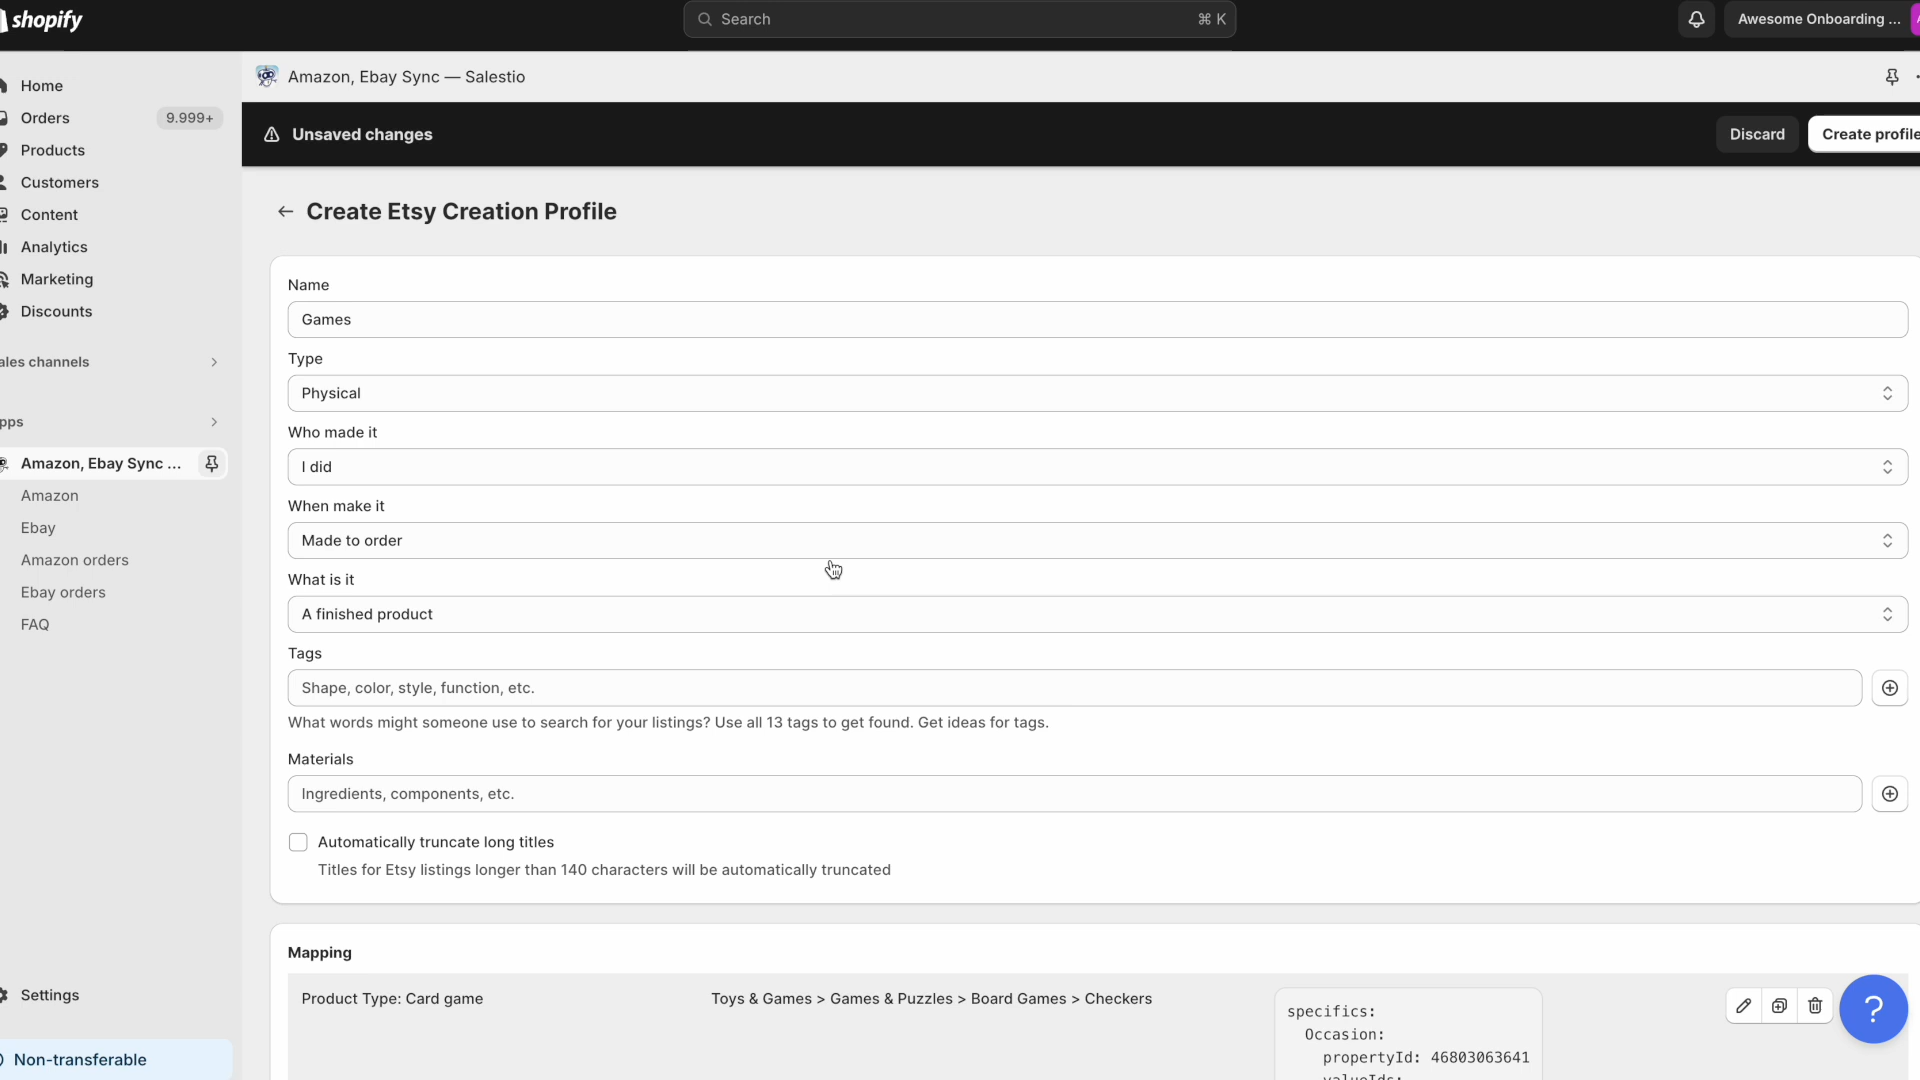 shopify
Search
⌘ K
Awesome Onboarding ...
Home
Orders
9.999+
Products
Customers
Content
Analytics
Marketing
Discounts
ales channels
pps
Amazon, Ebay Sync ...
Amazon
Ebay
Amazon orders
Ebay orders
FAQ
Settings
Non-transferable
Amazon, Ebay Sync — Salestio
Unsaved changes
Discard
Create profile
Create Etsy Creation Profile
Name
Games
Type
Physical
Who made it
I did
When make it
Made to order
What is it
A finished product
Tags
Shape, color, style, function, etc.
What words might someone use to search for your listings? Use all 13 tags to get found. Get ideas for tags.
Materials
Ingredients, components, etc.
Automatically truncate long titles
Titles for Etsy listings longer than 140 characters will be automatically truncated
Mapping
Product Type: Card game
Toys & Games > Games & Puzzles > Board Games > Checkers
specifics:
Occasion:
propertyId: 46803063641
valueIds:
?